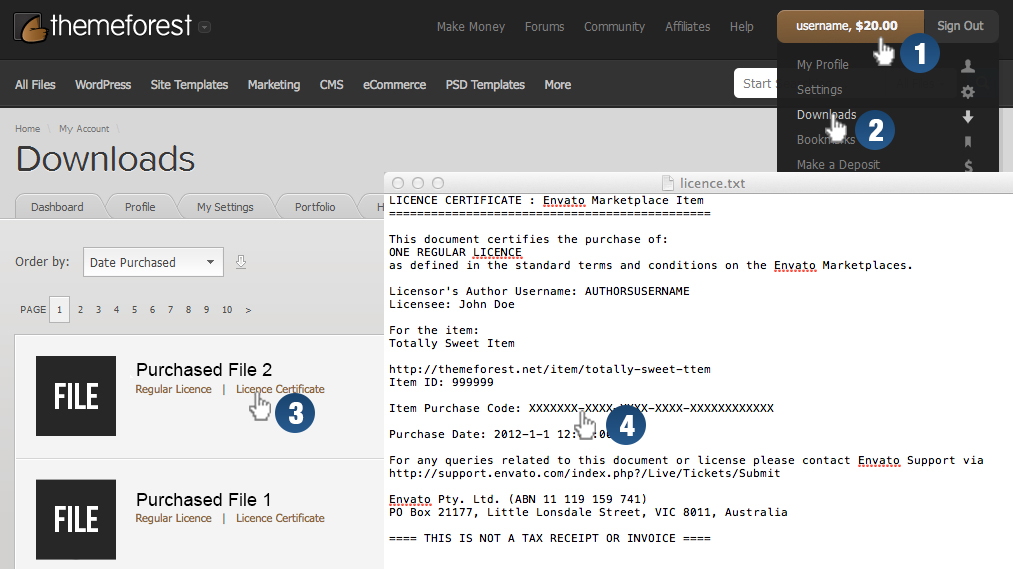 themeforest
Make Money Forums Community Affiliates Help
username, $20.00 Sign Out
1
All Files WordPress Site Templates Marketing CMS eCommerce PSD Templates More
Start
My Profile
Settings
Downloads
2
Bookmarks
Make a Deposit
$
Home \ My Account \
Downloads
Dashboard Profile My Settings Portfolio H
Order by: Date Purchased
PAGE 1 2 3 4 5 6 7 8 9 10 >
FILE
Purchased File 2
Regular Licence | Licence Certificate
3
FILE
Purchased File 1
Regular Licence | Licence Certificate
licence.txt
LICENCE CERTIFICATE : Envato Marketplace Item
==============================================
This document certifies the purchase of:
ONE REGULAR LICENCE
as defined in the standard terms and conditions on the Envato Marketplaces.
Licensor's Author Username: AUTHORSUSERNAME
Licensee: John Doe
For the item:
Totally Sweet Item
http://themeforest.net/item/totally-sweet-ttem
Item ID: 999999
Item Purchase Code: XXXXXXX-XXXX-XXXX-XXXX-XXXXXXXXXXXX
4
Purchase Date: 2012-1-1
For any queries related to this document or license please contact Envato Support via
http://support.envato.com/index.php?/Live/Tickets/Submit
Envato Pty. Ltd. (ABN 11 119 159 741)
PO Box 21177, Little Lonsdale Street, VIC 8011, Australia
==== THIS IS NOT A TAX RECEIPT OR INVOICE ====